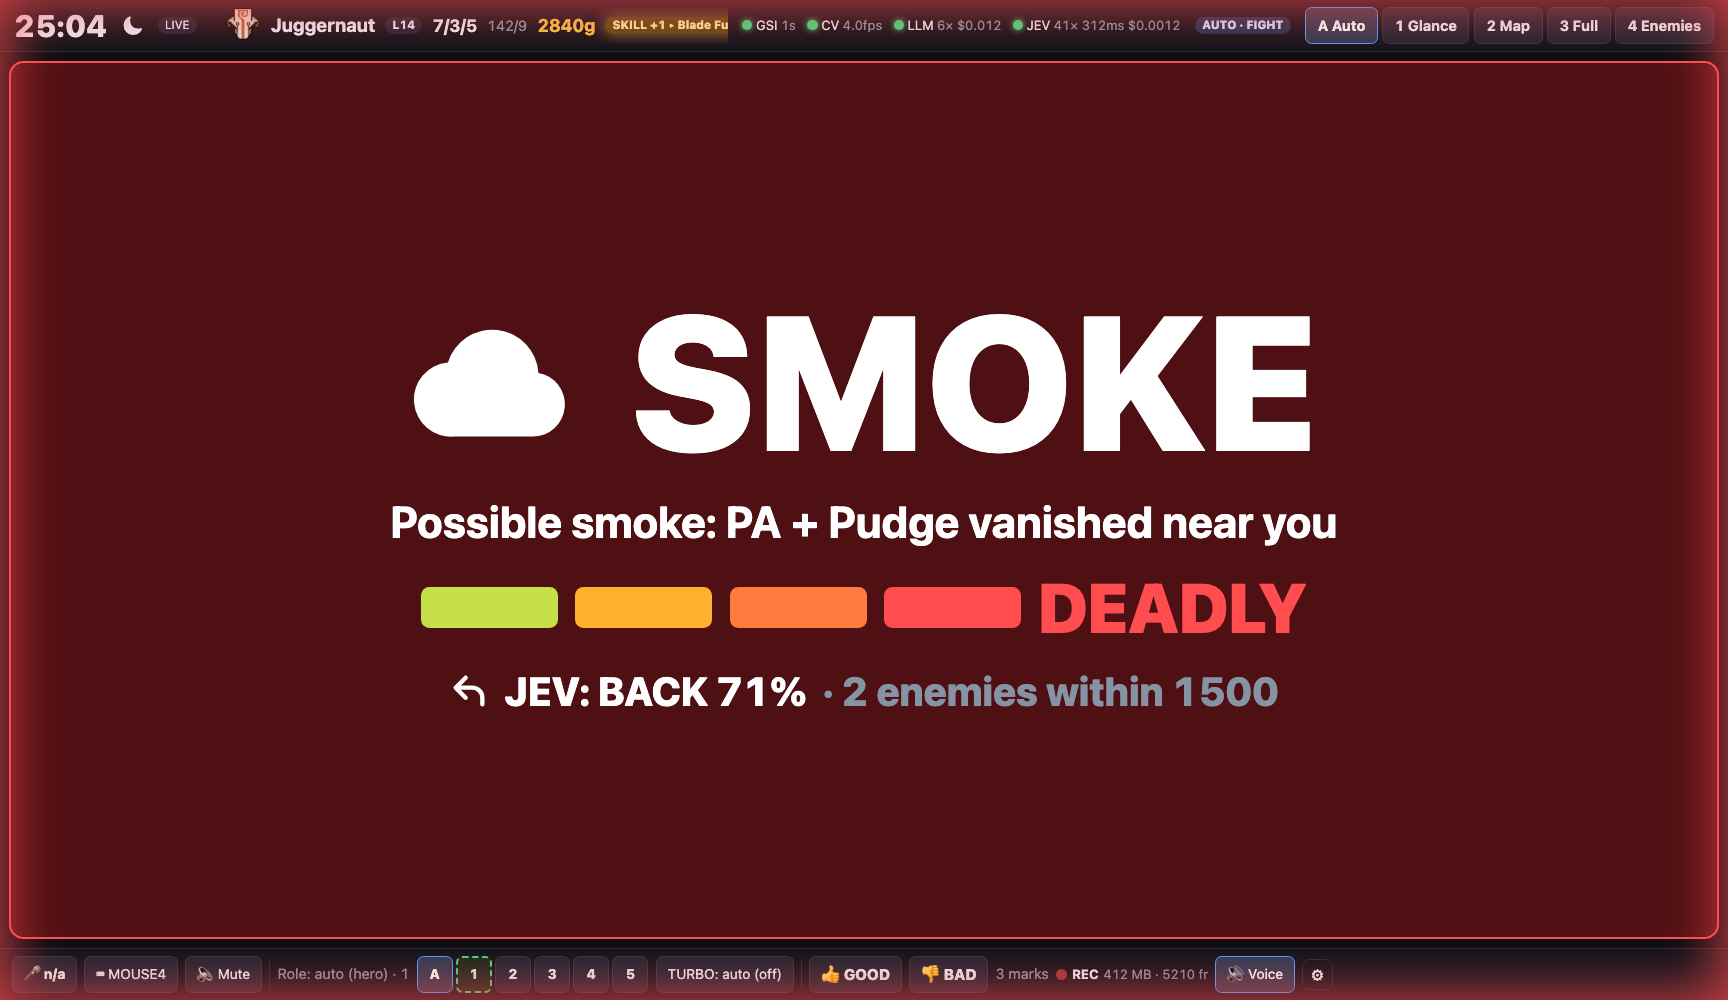 25:04 LIVE Juggernaut L14 7/3/5 142/9 2840g SKILL +1 • Blade Fu GSI 1s CV 4.0fps LLM 6× $0.012 JEV 41× 312ms $0.0012 AUTO · FIGHT A Auto 1 Glance 2 Map 3 Full 4 Enemies
SMOKE
Possible smoke: PA + Pudge vanished near you
DEADLY
JEV: BACK 71% · 2 enemies within 1500
n/a MOUSE4 Mute Role: auto (hero) · 1 A 1 2 3 4 5 TURBO: auto (off) GOOD BAD 3 marks REC 412 MB · 5210 fr Voice